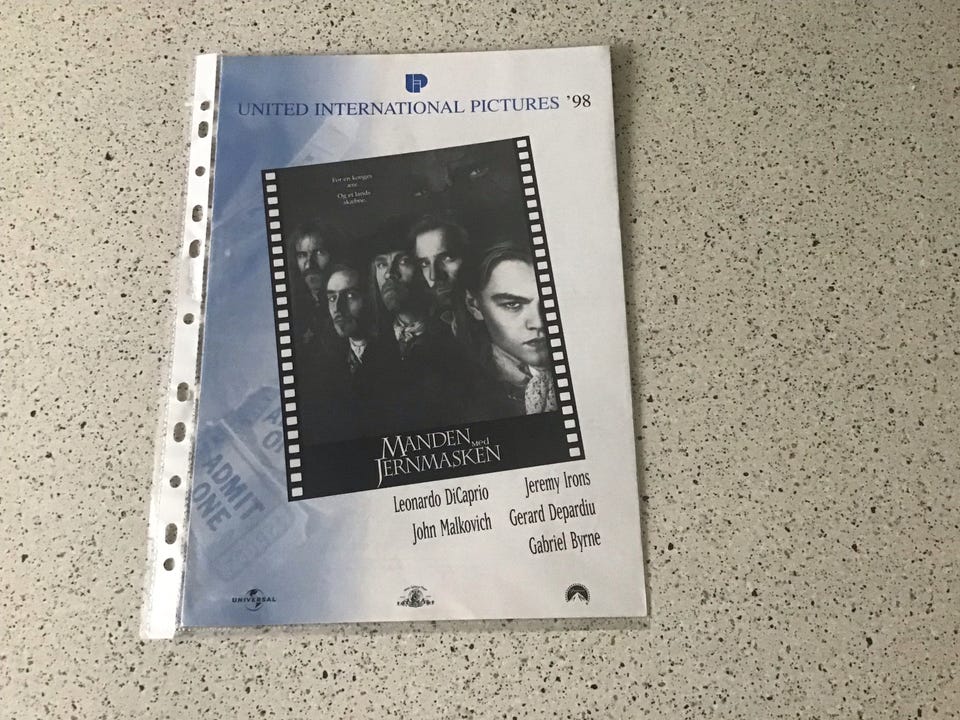 UNITED INTERNATIONAL PICTURES '98
For en konges
ære.
Og et lands
skæbne.
MANDEN MED
JERNMASKEN
Leonardo DiCaprio Jeremy Irons
John Malkovich Gerard Depardiu
Gabriel Byrne
ADMIT
ONE
UNIVERSAL